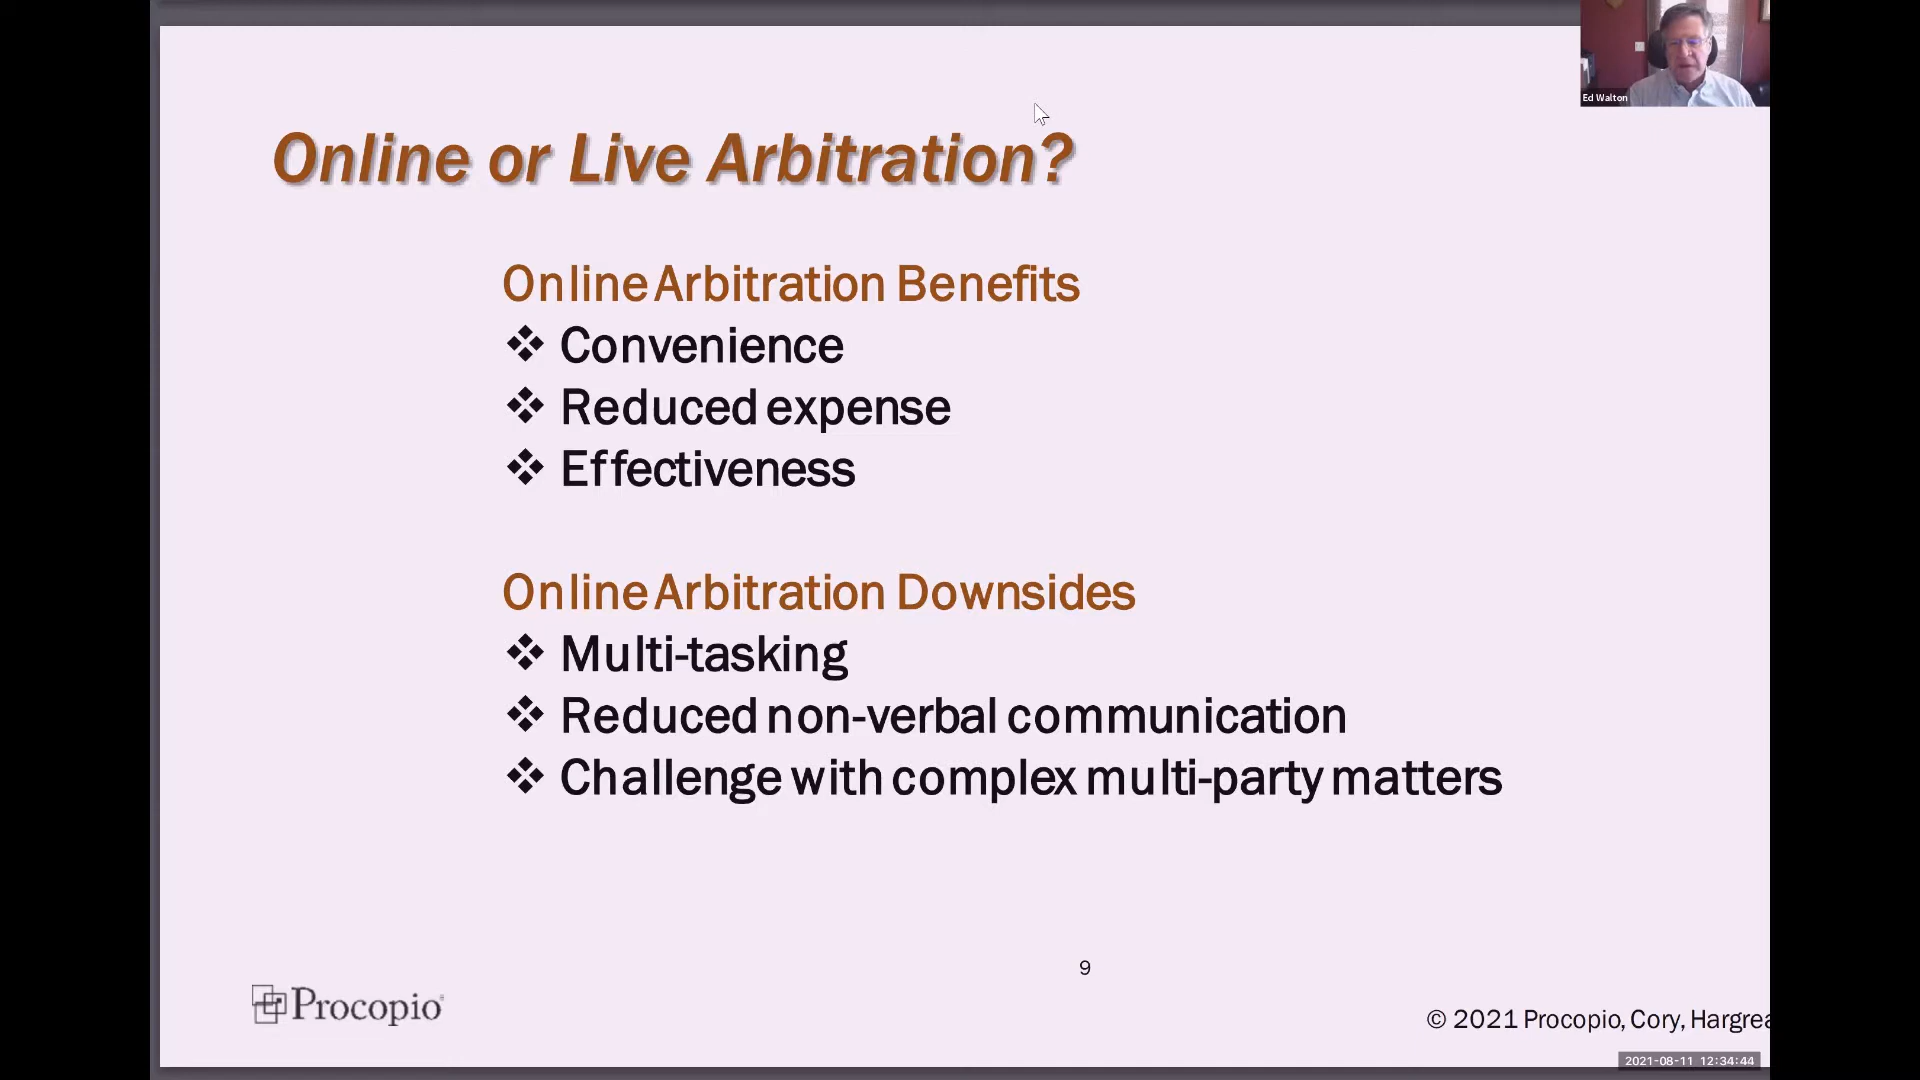 Ed Walton
Online or Live Arbitration?
Online Arbitration Benefits
❖ Convenience
❖ Reduced expense
❖ Effectiveness
Online Arbitration Downsides
❖ Multi-tasking
❖ Reduced non-verbal communication
❖ Challenge with complex multi-party matters
9
Procopio
© 2021 Procopio, Cory, Hargrea
2021-08-11 12:34:44